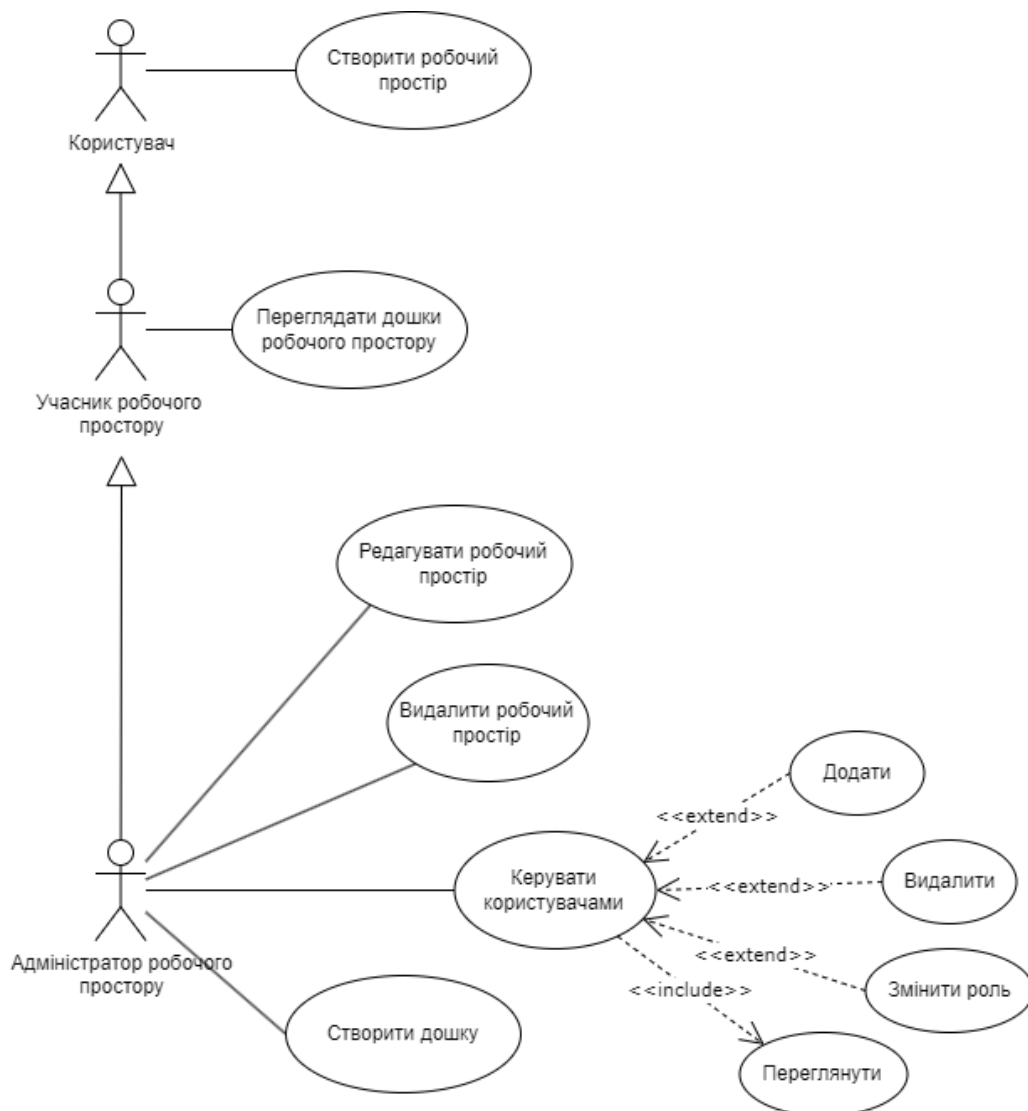 Створити робочий
простір
Користувач
Переглядати дошки
робочого простору
Учасник робочого
простору
Редагувати робочий
простір
Видалити робочий
простір
Додати
<<extend>>
Керувати
користувачами
<<extend>>
Видалити
<<extend>>
Адміністратор робочого
простору
<<include>>
Змінити роль
Створити дошку
Переглянути